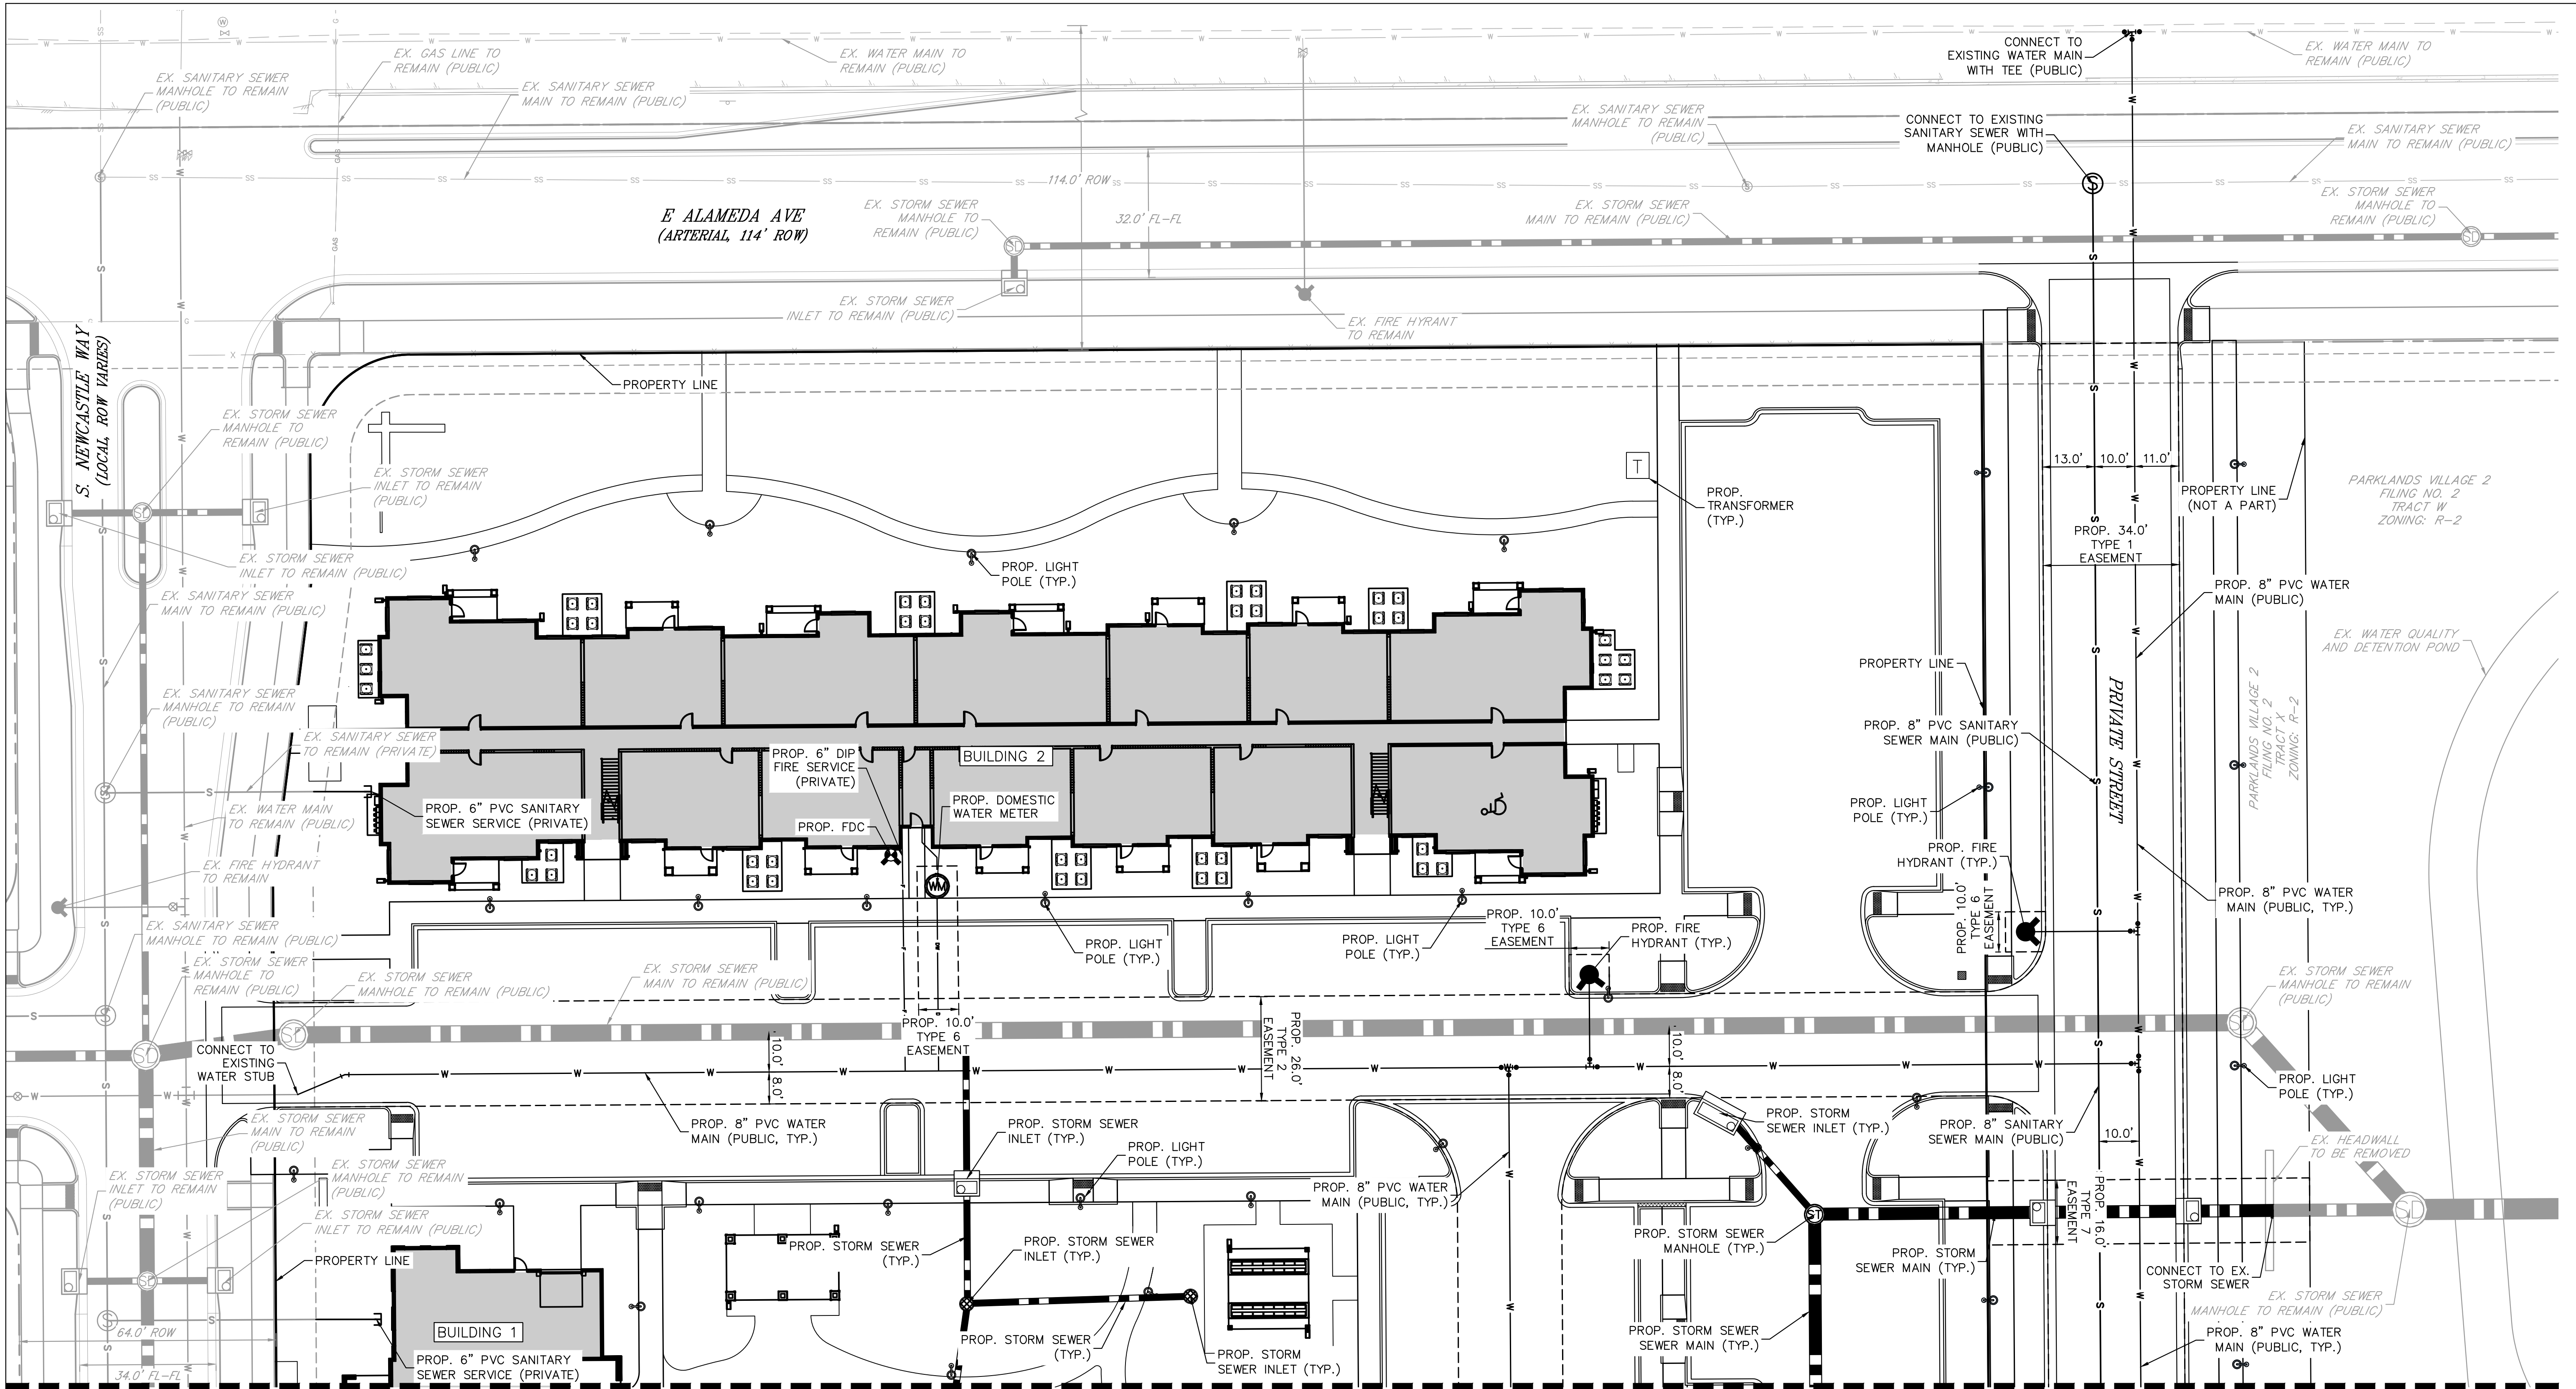 EX. GAS LINE TO
REMAIN (PUBLIC)
EX. WATER MAIN TO
REMAIN (PUBLIC)
CONNECT TO
EXISTING WATER MAIN
WITH TEE (PUBLIC)
EX. WATER MAIN TO
REMAIN (PUBLIC)
EX. SANITARY SEWER
MANHOLE TO REMAIN
(PUBLIC)
EX. SANITARY SEWER
MAIN TO REMAIN (PUBLIC)
EX. SANITARY SEWER
MANHOLE TO REMAIN
(PUBLIC)
CONNECT TO EXISTING
SANITARY SEWER WITH
MANHOLE (PUBLIC)
EX. SANITARY SEWER
MAIN TO REMAIN (PUBLIC)
114.0' ROW
32.0' FL-FL
E ALAMEDA AVE
(ARTERIAL, 114' ROW)
EX. STORM SEWER
MANHOLE TO
REMAIN (PUBLIC)
EX. STORM SEWER
MAIN TO REMAIN (PUBLIC)
EX. STORM SEWER
MANHOLE TO
REMAIN (PUBLIC)
EX. STORM SEWER
INLET TO REMAIN (PUBLIC)
EX. FIRE HYRANT
TO REMAIN
S. NEWCASTLE WAY
(LOCAL, ROW VARIES)
PROPERTY LINE
EX. STORM SEWER
MANHOLE TO
REMAIN (PUBLIC)
EX. STORM SEWER
INLET TO REMAIN
(PUBLIC)
EX. STORM SEWER
INLET TO REMAIN (PUBLIC)
EX. SANITARY SEWER
MAIN TO REMAIN (PUBLIC)
T
PROP.
TRANSFORMER
(TYP.)
13.0'
10.0'
11.0'
PROPERTY LINE
(NOT A PART)
PARKLANDS VILLAGE 2
FILING NO. 2
TRACT W
ZONING: R-2
PROP. 34.0'
TYPE 1
EASEMENT
PROP. LIGHT
POLE (TYP.)
PROP. 8" PVC WATER
MAIN (PUBLIC)
EX. WATER QUALITY
AND DETENTION POND
PROPERTY LINE
PRIVATE STREET
PARKLANDS VILLAGE 2
FILING NO. 2
TRACT X
ZONING: R-2
EX. SANITARY SEWER
MANHOLE TO REMAIN
(PUBLIC)
EX. SANITARY SEWER
TO REMAIN (PRIVATE)
PROP. 6" DIP
FIRE SERVICE
(PRIVATE)
BUILDING 2
PROP. 8" PVC SANITARY
SEWER MAIN (PUBLIC)
PROP. 6" PVC SANITARY
SEWER SERVICE (PRIVATE)
PROP. DOMESTIC
WATER METER
PROP. FDC
WM
PROP. LIGHT
POLE (TYP.)
EX. WATER MAIN
TO REMAIN (PUBLIC)
EX. FIRE HYDRANT
TO REMAIN
PROP. FIRE
HYDRANT (TYP.)
PROP. 8" PVC WATER
MAIN (PUBLIC, TYP.)
PROP. 10.0'
TYPE 6
EASEMENT
EX. SANITARY SEWER
MANHOLE TO REMAIN (PUBLIC)
PROP. LIGHT
POLE (TYP.)
PROP. LIGHT
POLE (TYP.)
PROP. 10.0'
TYPE 6
EASEMENT
PROP. FIRE
HYDRANT (TYP.)
EX. STORM SEWER
MANHOLE TO
REMAIN (PUBLIC)
EX. STORM SEWER
MANHOLE TO REMAIN (PUBLIC)
EX. STORM SEWER
MAIN TO REMAIN (PUBLIC)
EX. STORM SEWER
MANHOLE TO REMAIN
(PUBLIC)
CONNECT TO
EXISTING
WATER STUB
10.0'
8.0'
PROP. 10.0'
TYPE 6
EASEMENT
PROP. 26.0'
TYPE 2
EASEMENT
10.0'
8.0'
PROP. LIGHT
POLE (TYP.)
EX. STORM SEWER
MAIN TO REMAIN
(PUBLIC)
PROP. 8" PVC WATER
MAIN (PUBLIC, TYP.)
PROP. STORM SEWER
INLET (TYP.)
PROP. LIGHT
POLE (TYP.)
PROP. STORM
SEWER INLET (TYP.)
PROP. 8" SANITARY
SEWER MAIN (PUBLIC)
10.0'
EX. HEADWALL
TO BE REMOVED
EX. STORM SEWER
INLET TO REMAIN
(PUBLIC)
EX. STORM SEWER
MANHOLE TO REMAIN
(PUBLIC)
EX. STORM SEWER
INLET TO REMAIN (PUBLIC)
PROP. 8" PVC WATER
MAIN (PUBLIC, TYP.)
PROP. 16.0'
TYPE 7
EASEMENT
PROPERTY LINE
PROP. STORM SEWER
(TYP.)
PROP. STORM SEWER
INLET (TYP.)
PROP. STORM SEWER
MANHOLE (TYP.)
ST
PROP. STORM
SEWER MAIN (TYP.)
CONNECT TO EX.
STORM SEWER
EX. STORM SEWER
MANHOLE TO REMAIN (PUBLIC)
64.0' ROW
34.0' FL-FL
BUILDING 1
PROP. 6" PVC SANITARY
SEWER SERVICE (PRIVATE)
PROP. STORM SEWER
(TYP.)
PROP. STORM
SEWER INLET (TYP.)
PROP. STORM SEWER
SEWER MAIN (TYP.)
PROP. 8" PVC WATER
MAIN (PUBLIC, TYP.)